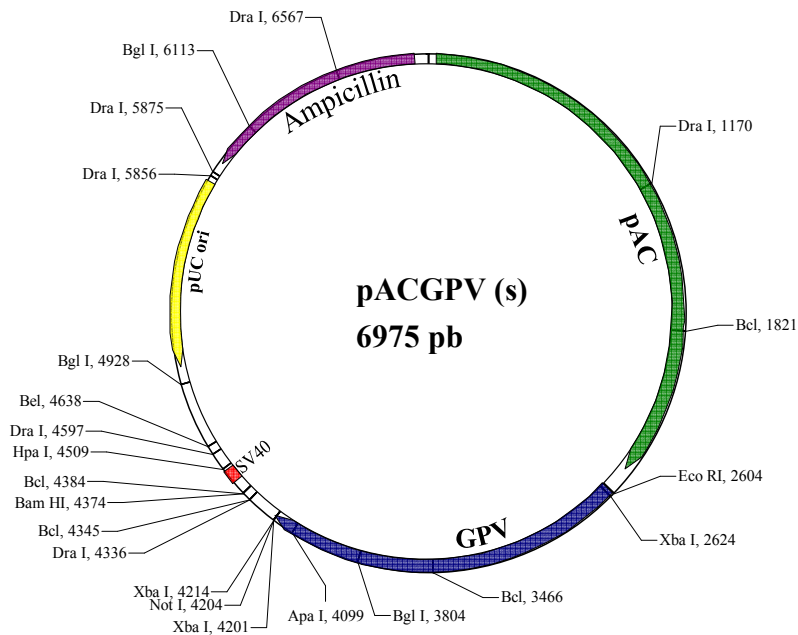 Dra I, 6567
Bgl I, 6113
Ampicillin
Dra I, 5875
Dra I, 1170
Dra I, 5856
pAC
pUC ori
pACGPV (s)
6975 pb
Bcl, 1821
Bgl I, 4928
Bel, 4638
Dra I, 4597
Hpa I, 4509
SV40
Bcl, 4384
Bam HI, 4374
Bcl, 4345
Dra I, 4336
Eco RI, 2604
GPV
Xba I, 2624
Xba I, 4214
Not I, 4204
Xba I, 4201
Apa I, 4099
Bgl I, 3804
Bcl, 3466